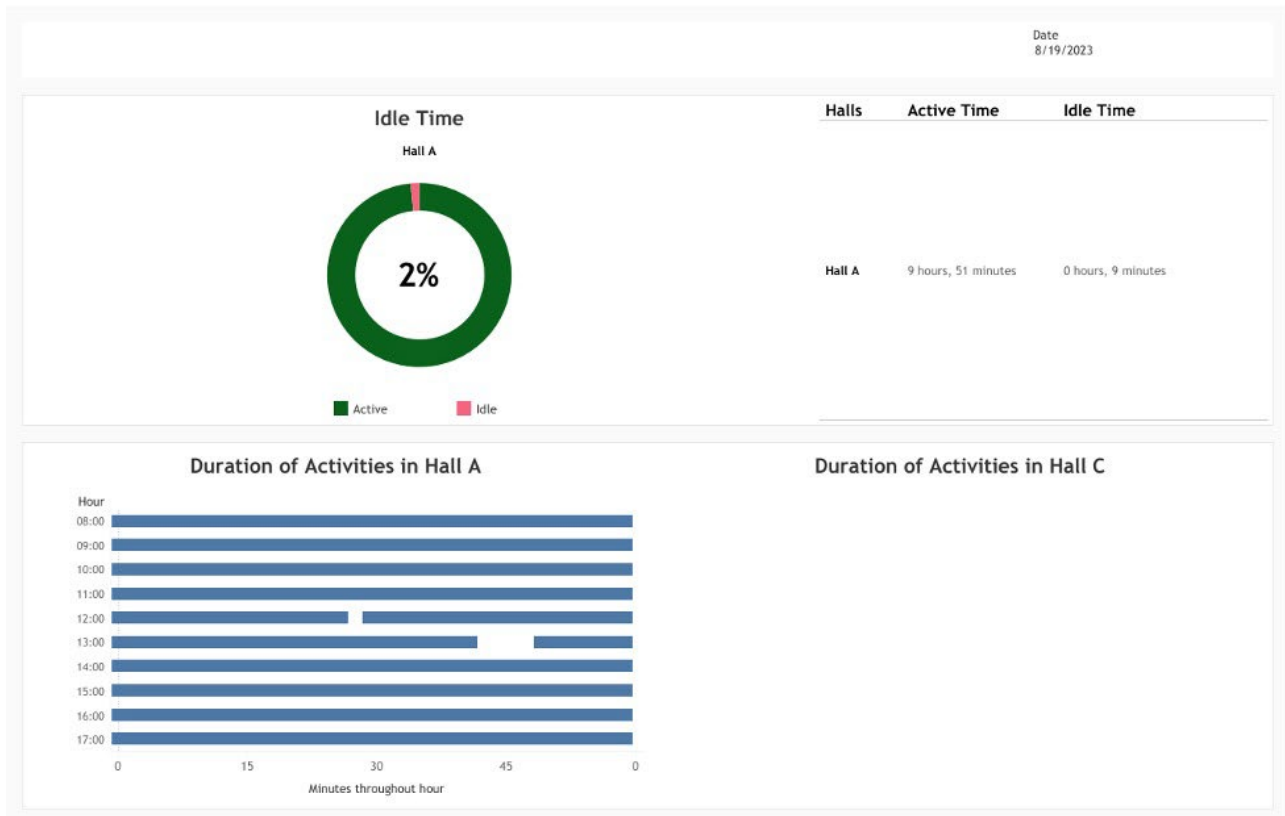 Date
8/19/2023
Idle Time
Hall A
2%
Active
Idle
Halls Active Time Idle Time
Hall A 9 hours, 51 minutes 0 hours, 9 minutes
Duration of Activities in Hall A
Hour
08:00
09:00
10:00
11:00
12:00
13:00
14:00
15:00
16:00
17:00
0 15 30 45 0
Minutes throughout hour
Duration of Activities in Hall C